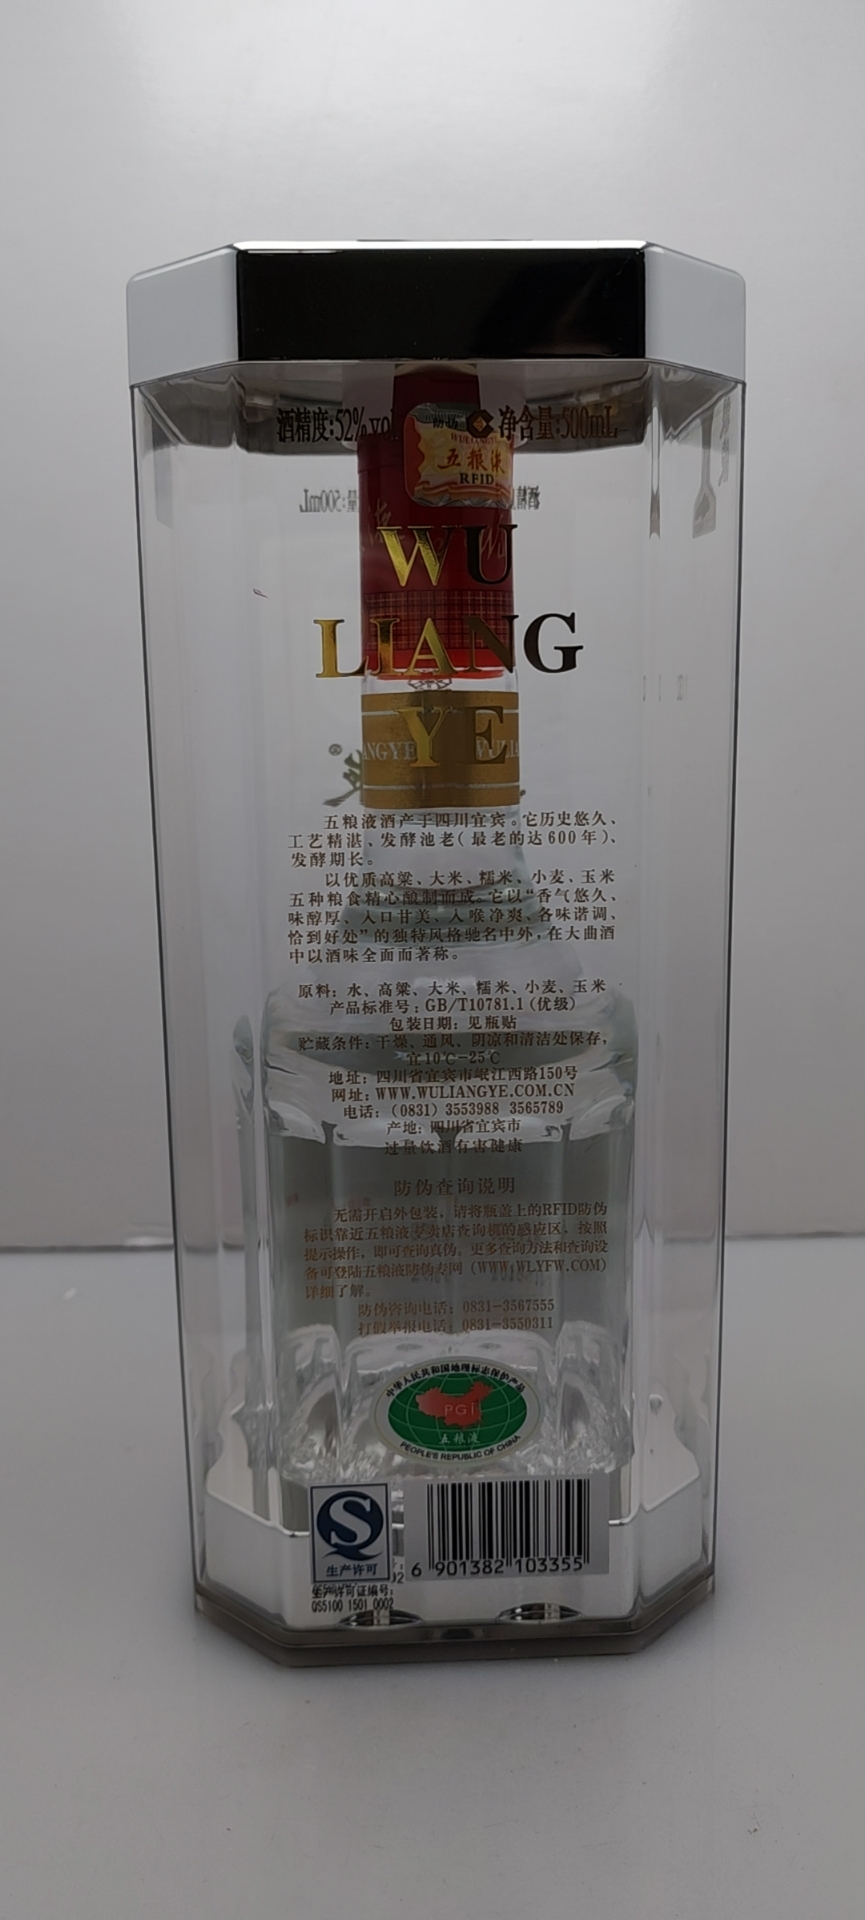 酒精度:52%vol
净含量:500mL
五粮液
RFID
WU
LIANG
YE
五粮液酒产于四川宜宾。它历史悠久、
工艺精湛、发酵池老(最老的达600年)、
发酵期长。
以优质高粱、大米、糯米、小麦、玉米
五种粮食精心酿制而成。它以“香气悠久、
味醇厚、入口甘美、入喉净爽、各味谐调、
恰到好处”的独特风格驰名中外,在大曲酒
中以酒味全面而著称。
原料: 水、高粱、大米、糯米、小麦、玉米
产品标准号: GB/T10781.1(优级)
包装日期: 见瓶贴
贮藏条件: 干燥、通风、阴凉和清洁处保存,
宜10℃-25℃
地址: 四川省宜宾市岷江西路150号
网址: WWW.WULIANGYE.COM.CN
电话: (0831) 3553988 3565789
产地: 四川省宜宾市
过量饮酒有害健康
防伪查询说明
无需开启外包装, 请将瓶盖上的RFID防伪
标识靠近五粮液专卖店查询机的感应区, 按照
提示操作, 即可查询真伪。更多查询方法和查询设
备可登陆五粮液防伪专网 (WWW.WLYFW.COM)
详细了解。
防伪咨询电话: 0831-3567555
打假举报电话: 0831-3550311
中华人民共和国地理标志保护产品
PGI
五粮液
PEOPLE'S REPUBLIC OF CHINA
生产许可
6 901382 103355
生产许可证编号:
QS5100 1501 0002